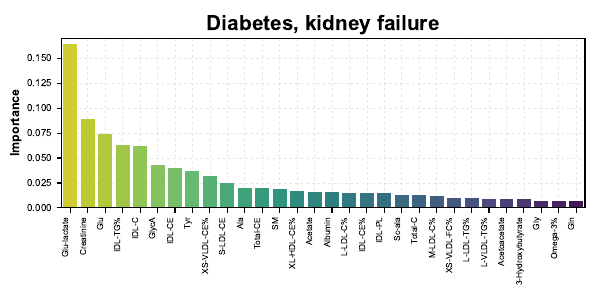 Diabetes, kidney failure
Importance
0.150
0.125
0.100
0.075
0.050
0.025
0.000
Glu-lactate
Creatinine
Glu
IDL-TG%
IDL-C
GlycA
IDL-CE
Tyr
XS-VLDL-CE%
S-LDL-CE
Ala
Total-CE
SM
XL-HDL-CE%
Acetate
Albumin
L-LDL-C%
IDL-CE%
IDL-PL
Sc-ala
Total-C
M-LDL-C%
XS-VLDL-FC%
L-LDL-TG%
L-VLDL-TG%
Acetoacetate
3-Hydroxybutyrate
Gly
Omega-3%
Gln